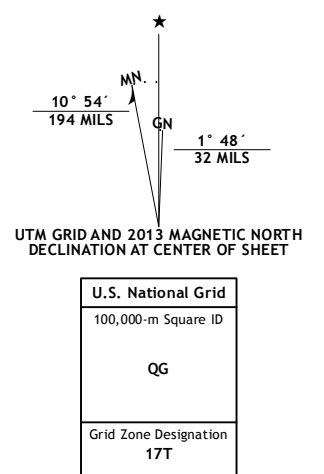 ★
MN
10° 54´
194 MILS
GN
1° 48´
32 MILS
UTM GRID AND 2013 MAGNETIC NORTH
DECLINATION AT CENTER OF SHEET
U.S. National Grid
100,000-m Square ID
QG
Grid Zone Designation
17T